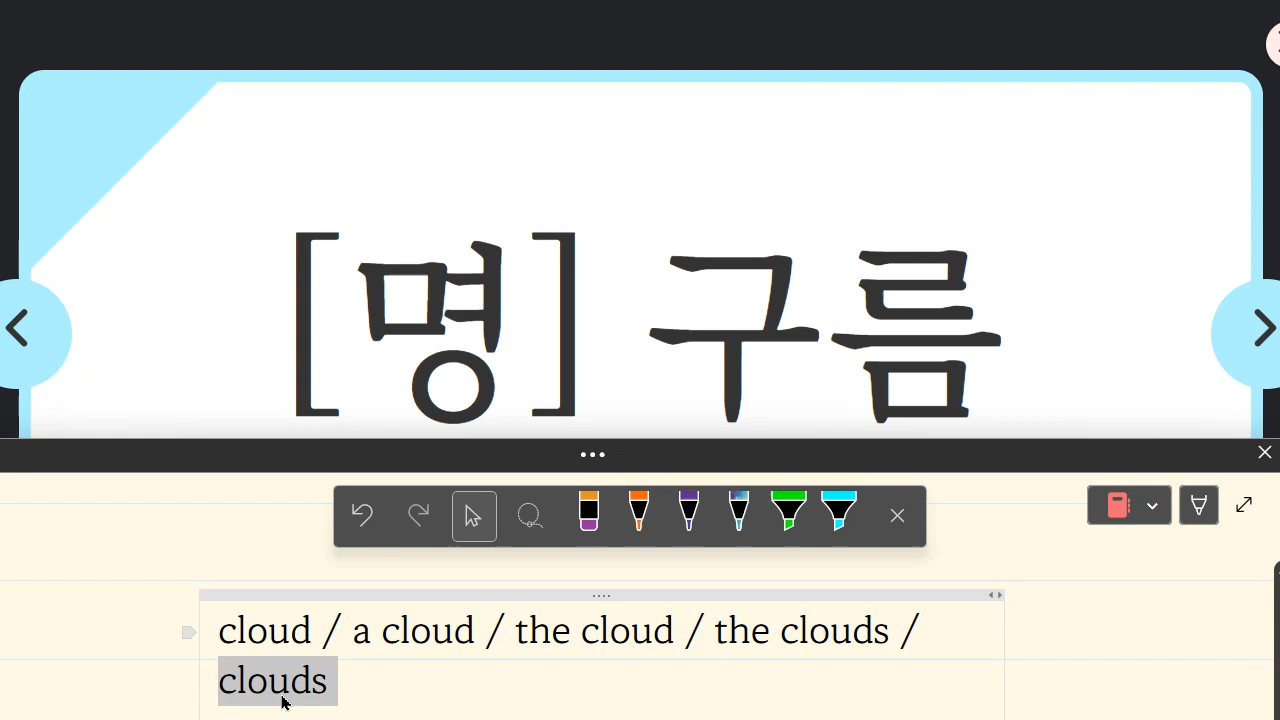 [명] 구름
cloud / a cloud / the cloud / the clouds /
clouds